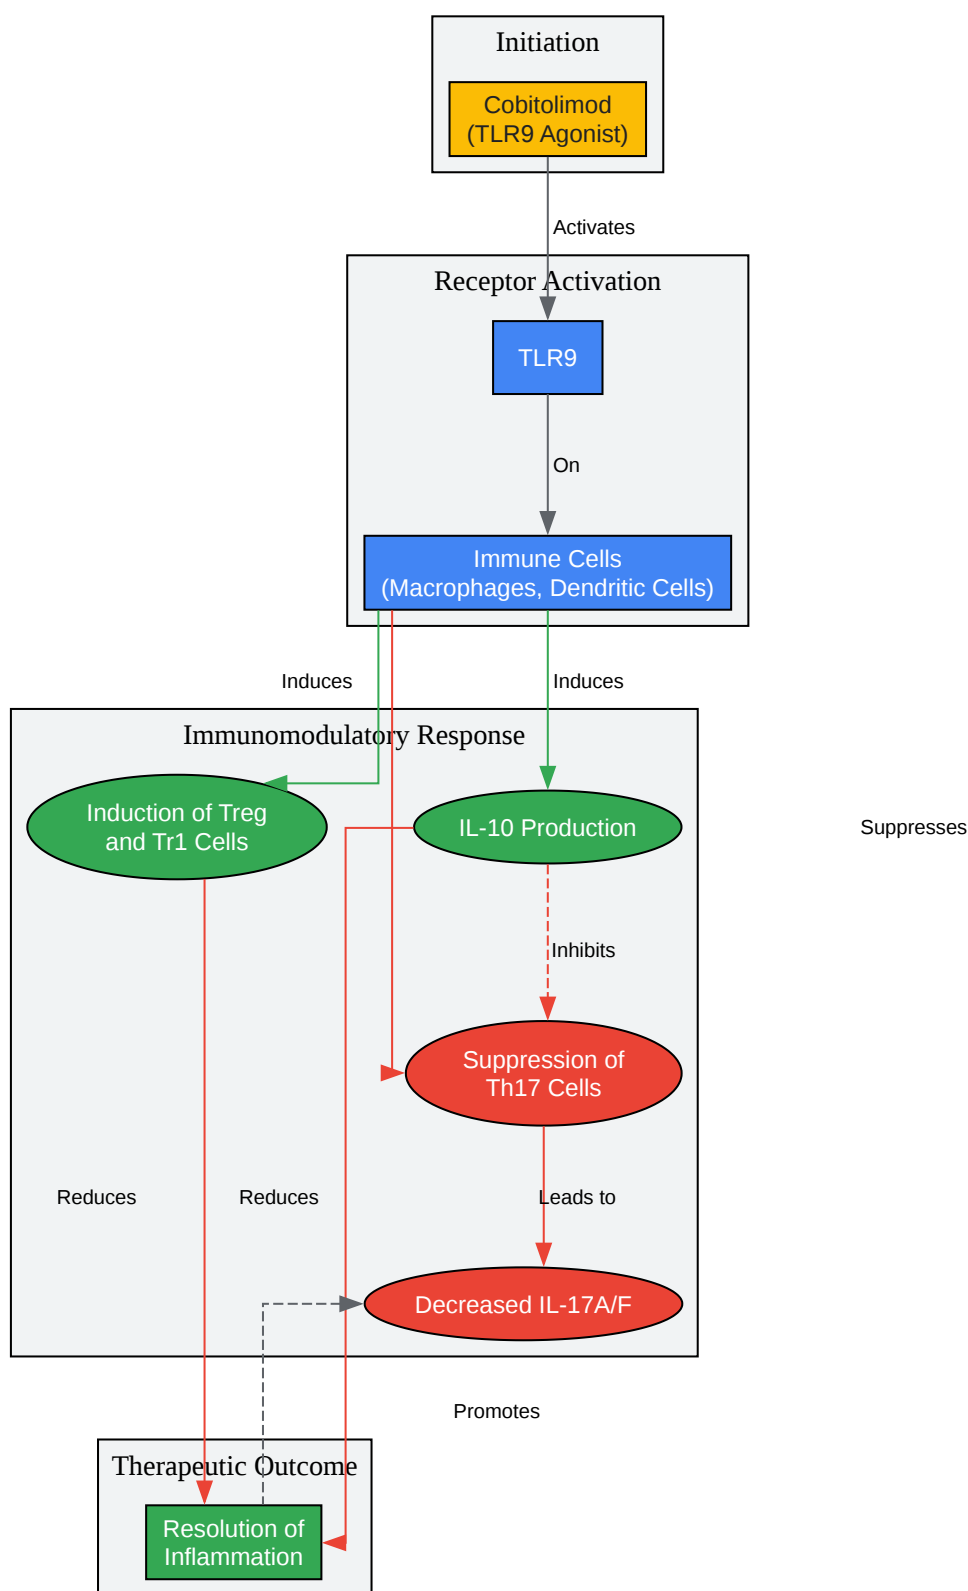 Initiation
Cobitolimod
(TLR9 Agonist)
Activates
Receptor Activation
TLR9
On
Immune Cells
(Macrophages, Dendritic Cells)
Induces
Induces
Immunomodulatory Response
Induction of Treg
and Tr1 Cells
IL-10 Production
Suppresses
Inhibits
Suppression of
Th17 Cells
Reduces
Reduces
Leads to
Decreased IL-17A/F
Promotes
Therapeutic Outcome
Resolution of
Inflammation